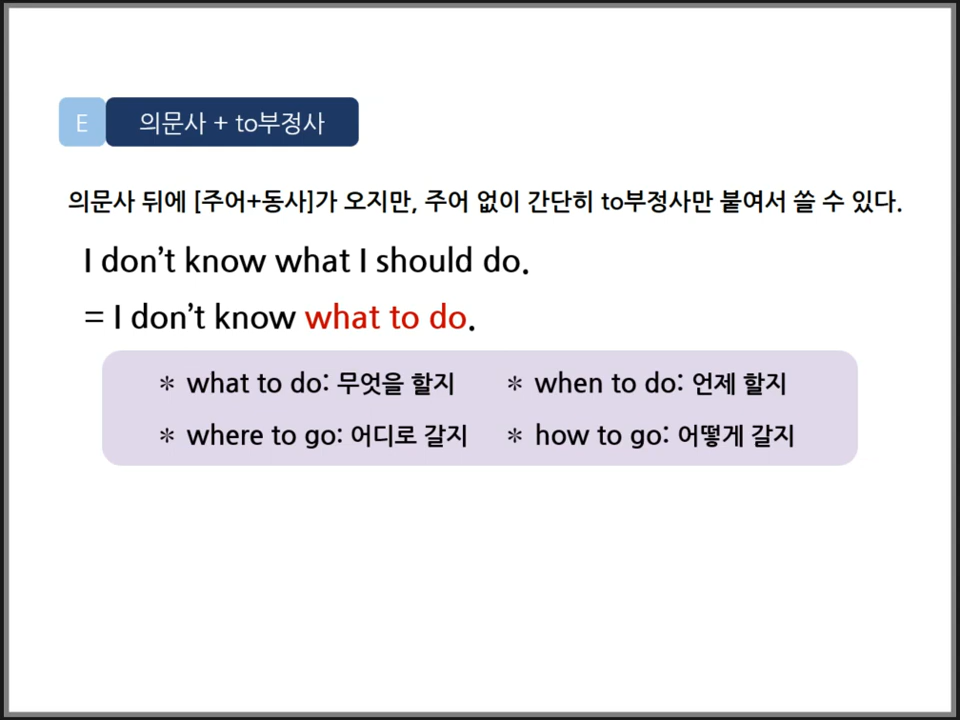 E 의문사 + to부정사
의문사 뒤에 [주어+동사]가 오지만, 주어 없이 간단히 to부정사만 붙여서 쓸 수 있다.
I don’t know what I should do.
= I don’t know what to do.
* what to do: 무엇을 할지 * when to do: 언제 할지
* where to go: 어디로 갈지 * how to go: 어떻게 갈지